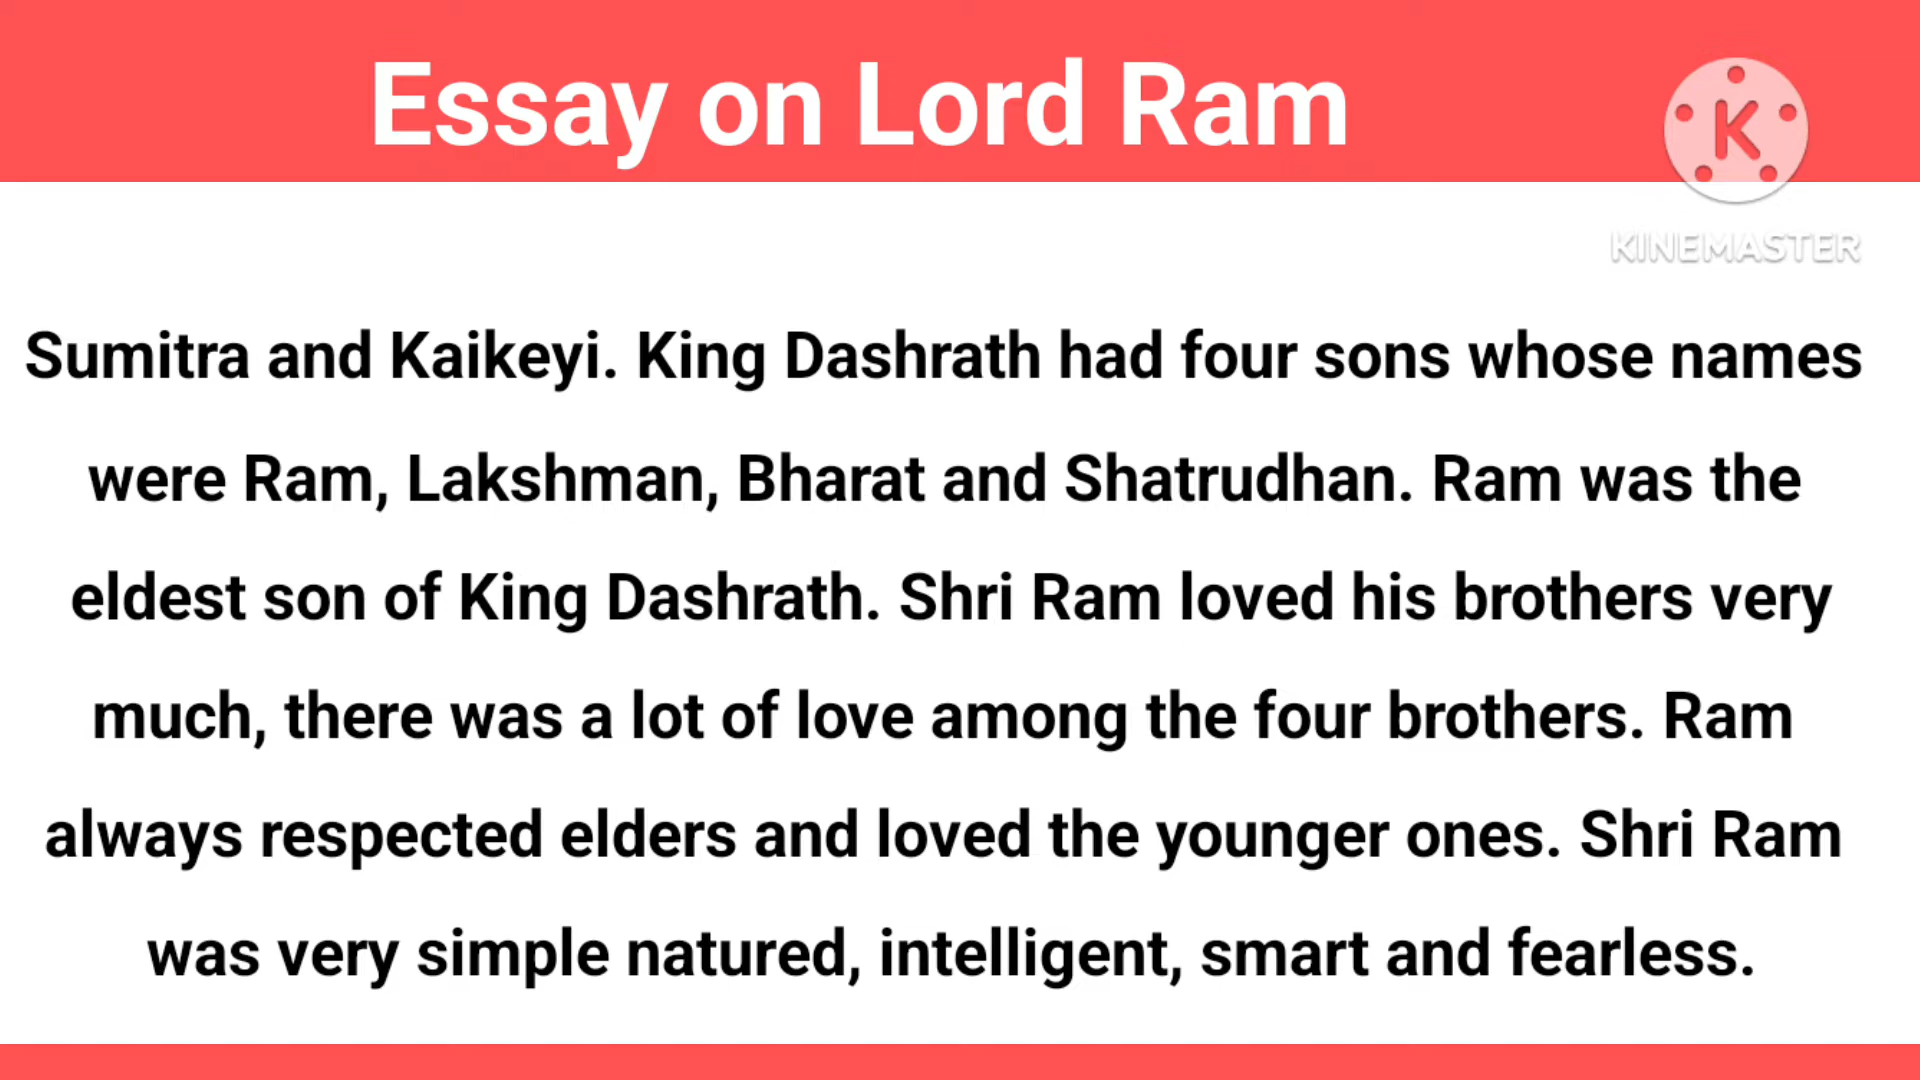 Essay on Lord Ram
K
KINEMASTER
Sumitra and Kaikeyi. King Dashrath had four sons whose names
were Ram, Lakshman, Bharat and Shatrudhan. Ram was the
eldest son of King Dashrath. Shri Ram loved his brothers very
much, there was a lot of love among the four brothers. Ram
always respected elders and loved the younger ones. Shri Ram
was very simple natured, intelligent, smart and fearless.